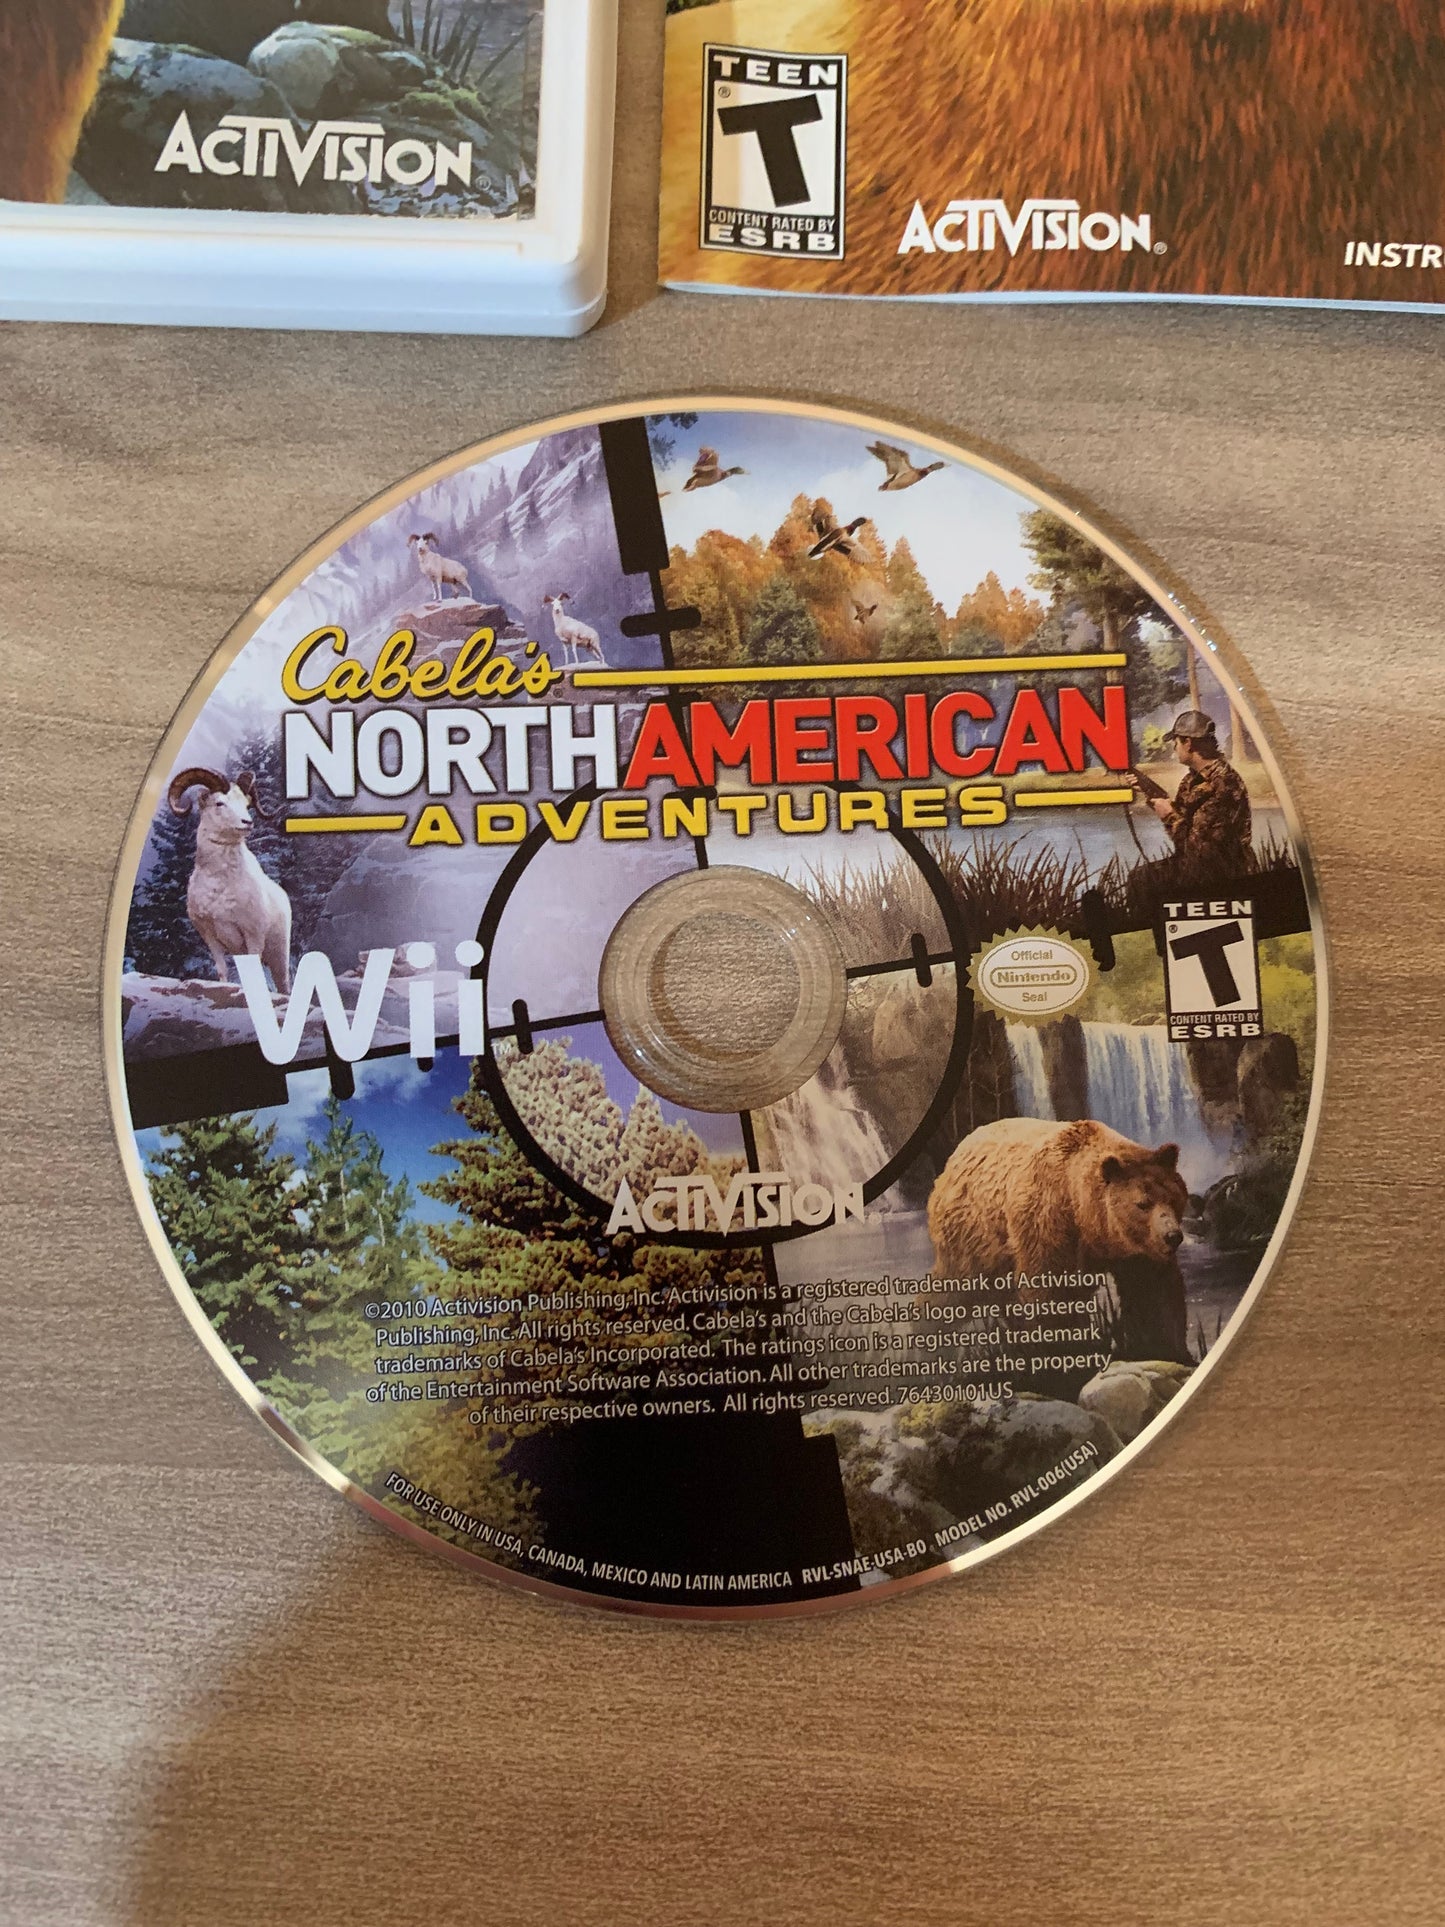 ACTIVISION®
TEEN
T®
CONTENT RATED BY
ESRB
ACTIVISION®
Cabela's®
NORTH AMERICAN
ADVENTURES
Wii™
Official
Nintendo
Seal
TEEN
T®
CONTENT RATED BY
ESRB
ACTIVISION®
©2010 Activision Publishing, Inc. Activision is a registered trademark of Activision
Publishing, Inc. All rights reserved. Cabela's and the Cabela's logo are registered
trademarks of Cabela's Incorporated. The ratings icon is a registered trademark
of the Entertainment Software Association. All other trademarks are the property
of their respective owners. All rights reserved. 76430101US
FOR USE ONLY IN USA, CANADA, MEXICO AND LATIN AMERICA RVL-SNAE-USA-B0 • MODEL NO. RVL-006(USA)